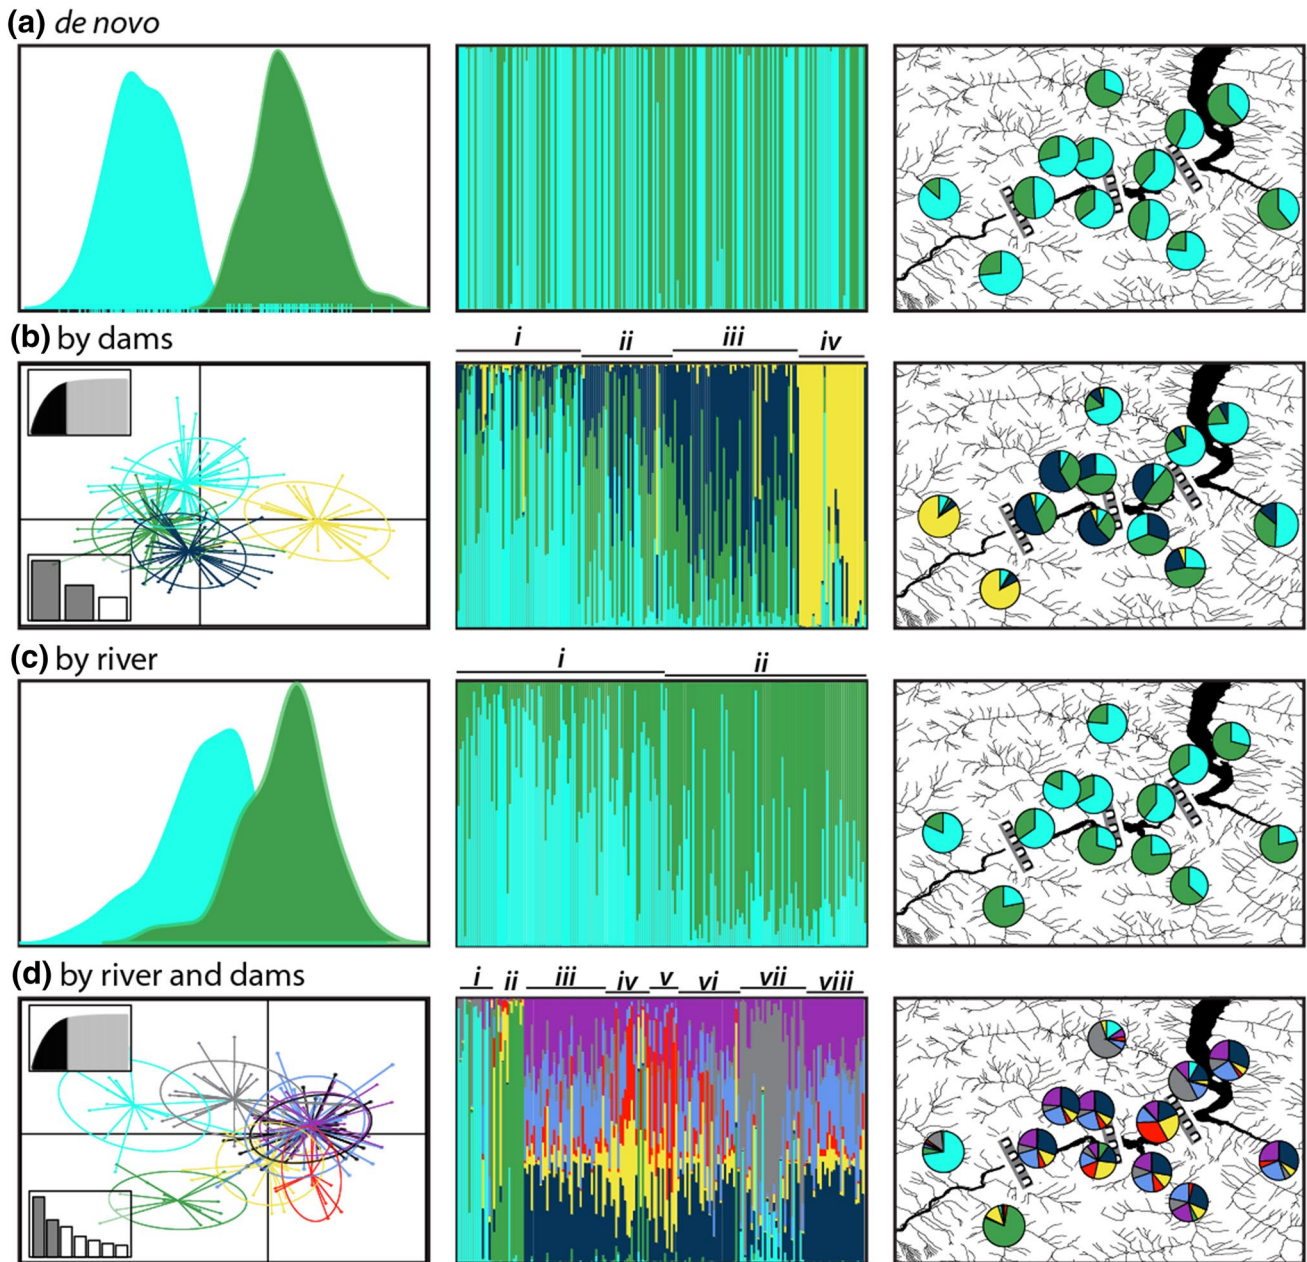 (a) de novo
(b) by dams
i ii iii iv
(c) by river
i ii
(d) by river and dams
i ii iii iv v vi vii viii